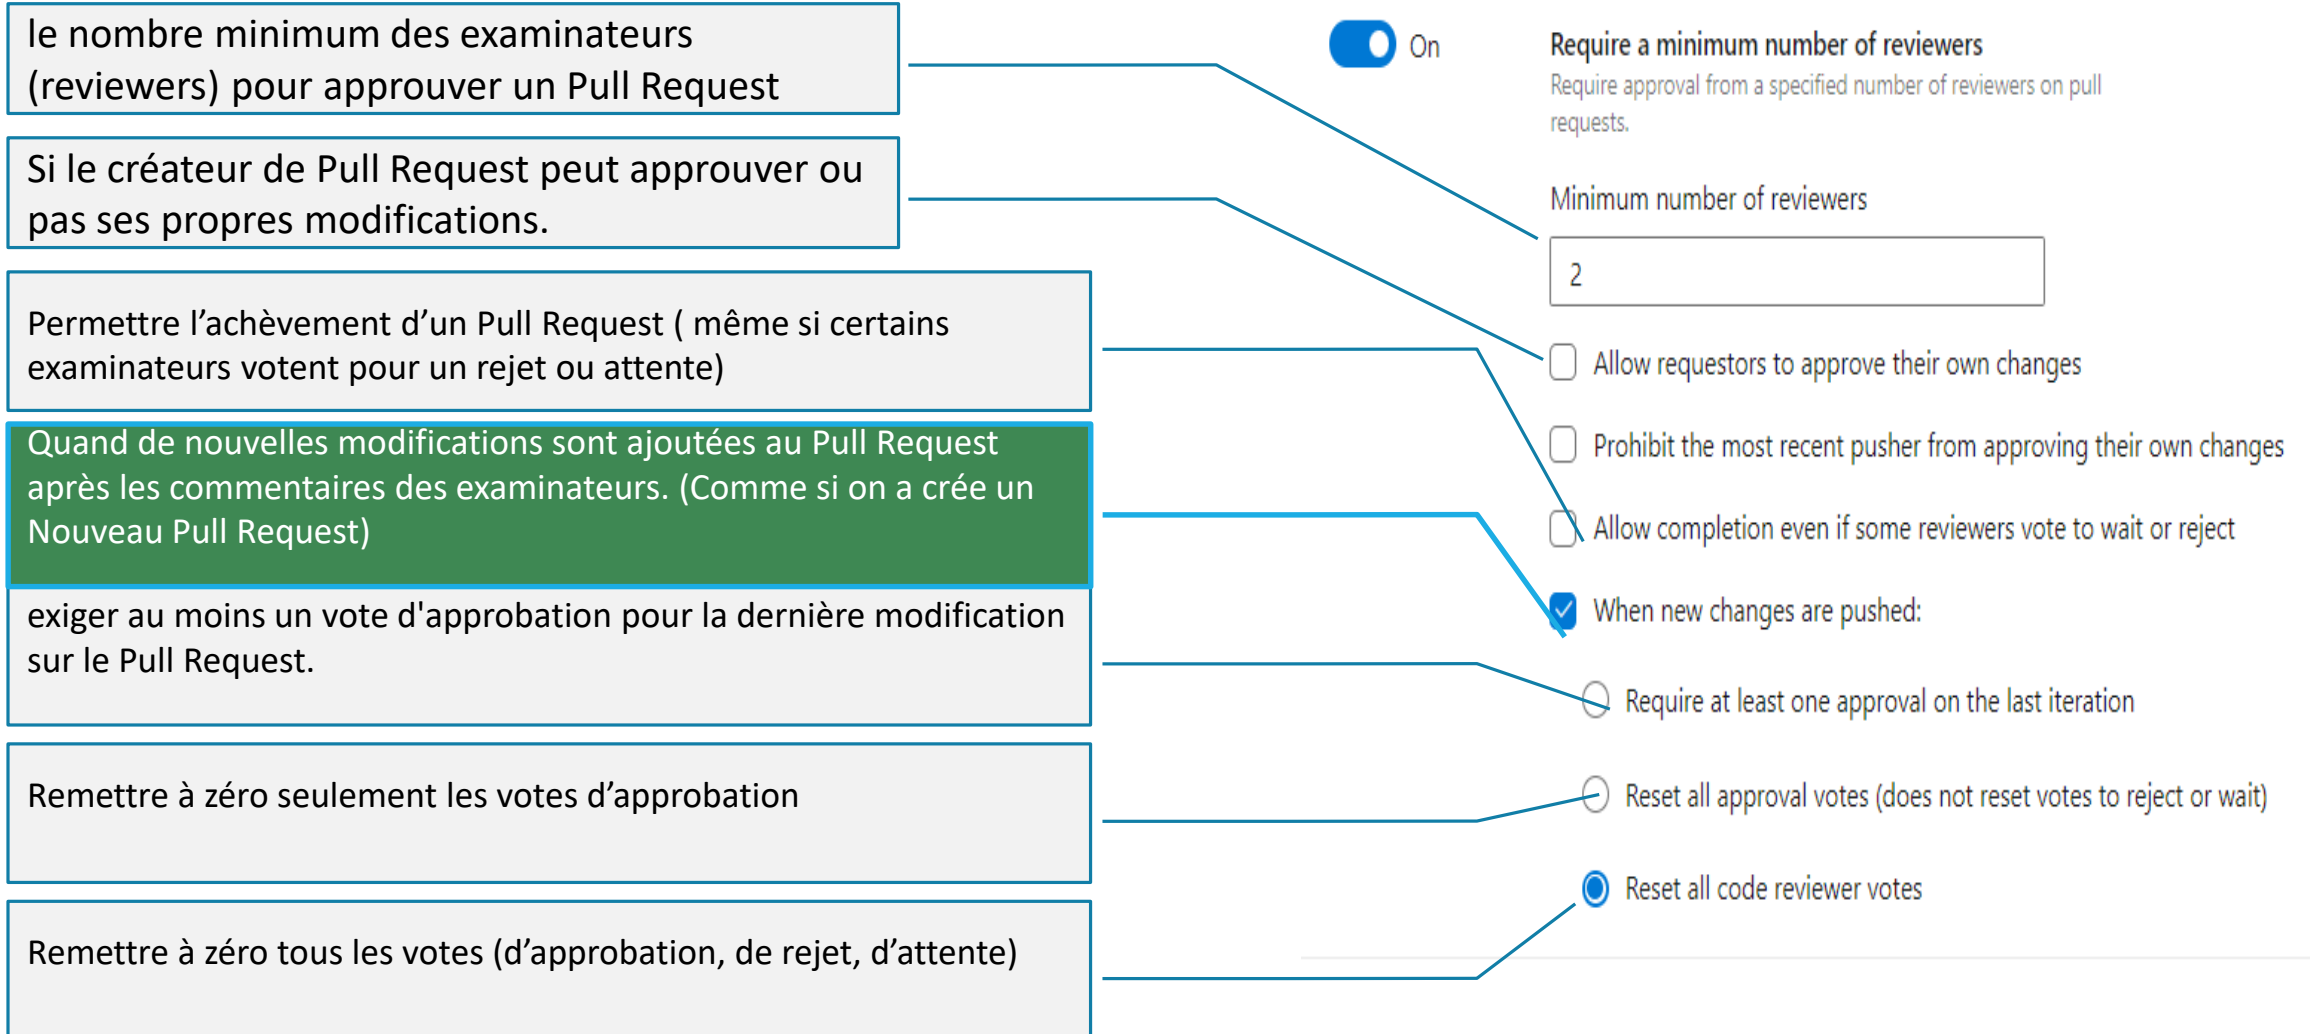 le nombre minimum des examinateurs
(reviewers) pour approuver un Pull Request
Si le créateur de Pull Request peut approuver ou
pas ses propres modifications.
Permettre l’achèvement d’un Pull Request ( même si certains
examinateurs votent pour un rejet ou attente)
Quand de nouvelles modifications sont ajoutées au Pull Request
après les commentaires des examinateurs. (Comme si on a crée un
Nouveau Pull Request)
exiger au moins un vote d'approbation pour la dernière modification
sur le Pull Request.
Remettre à zéro seulement les votes d’approbation
Remettre à zéro tous les votes (d’approbation, de rejet, d’attente)
On
Require a minimum number of reviewers
Require approval from a specified number of reviewers on pull
requests.
Minimum number of reviewers
2
Allow requestors to approve their own changes
Prohibit the most recent pusher from approving their own changes
Allow completion even if some reviewers vote to wait or reject
When new changes are pushed:
Require at least one approval on the last iteration
Reset all approval votes (does not reset votes to reject or wait)
Reset all code reviewer votes